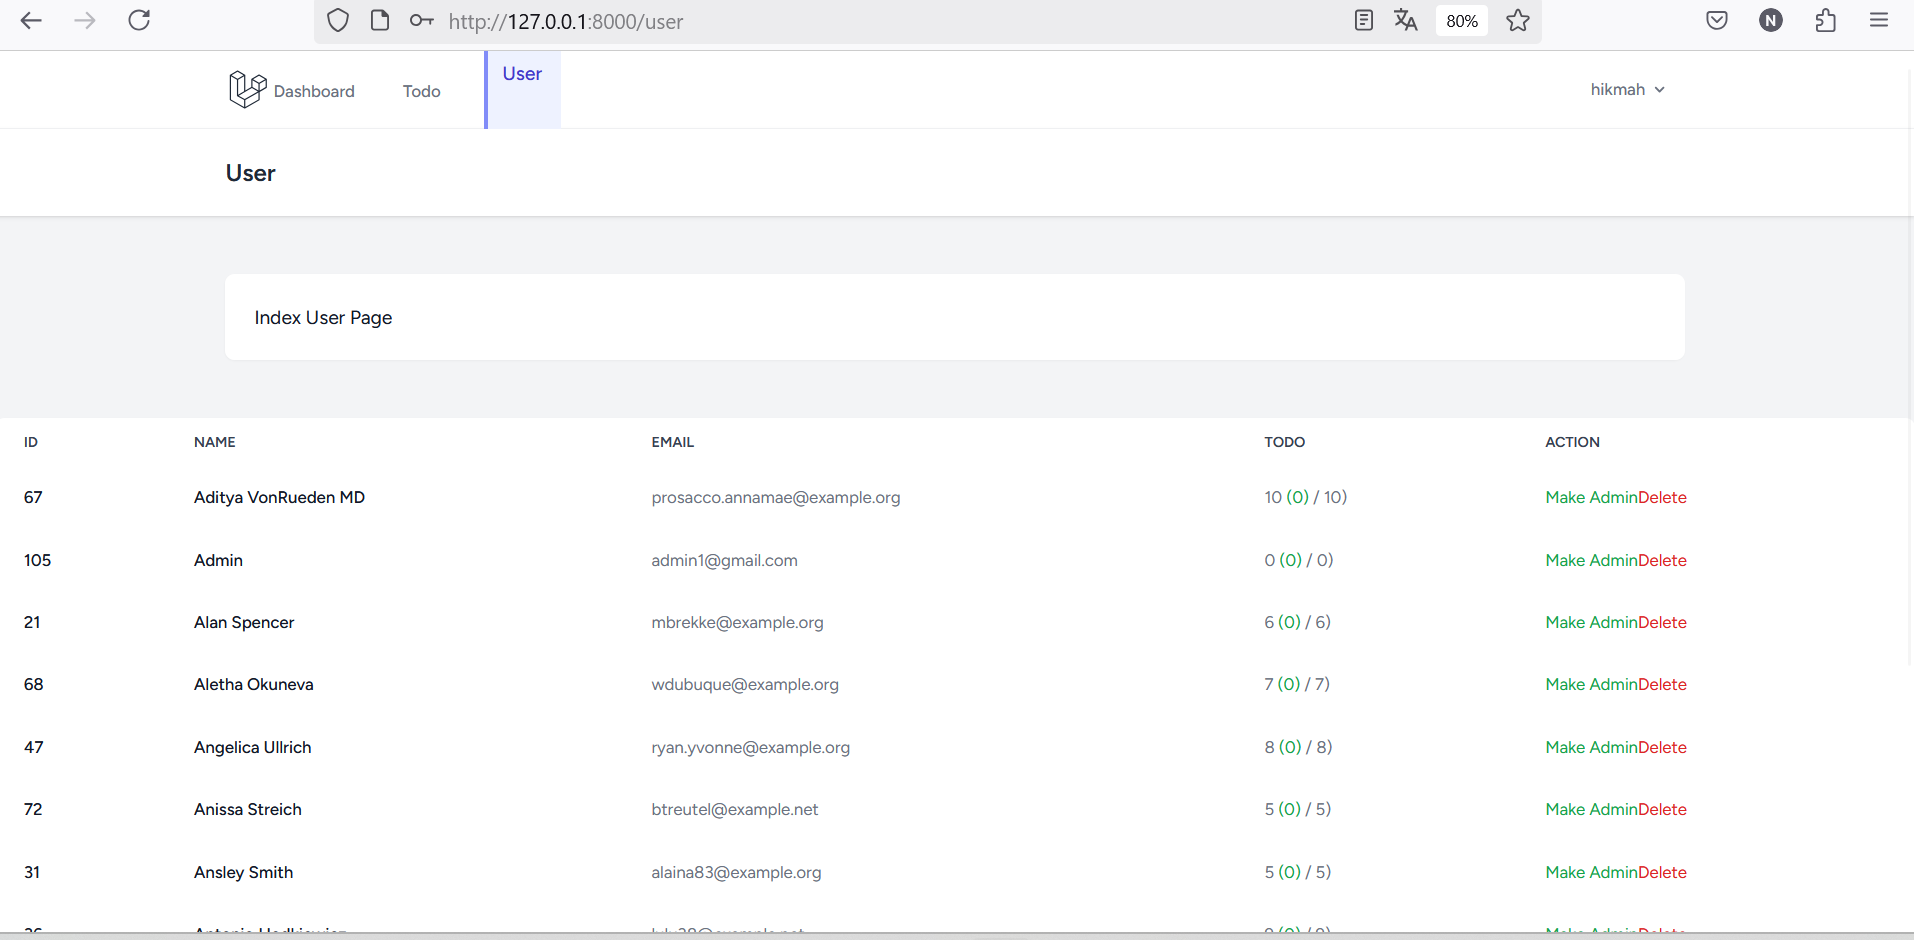 http://127.0.0.1:8000/user 80% N
Dashboard Todo User hikmah
User
Index User Page
ID NAME EMAIL TODO ACTION
67 Aditya VonRueden MD prosacco.annamae@example.org 10 (0) / 10) Make AdminDelete
105 Admin admin1@gmail.com 0 (0) / 0) Make AdminDelete
21 Alan Spencer mbrekke@example.org 6 (0) / 6) Make AdminDelete
68 Aletha Okuneva wdubuque@example.org 7 (0) / 7) Make AdminDelete
47 Angelica Ullrich ryan.yvonne@example.org 8 (0) / 8) Make AdminDelete
72 Anissa Streich btreutel@example.net 5 (0) / 5) Make AdminDelete
31 Ansley Smith alaina83@example.org 5 (0) / 5) Make AdminDelete
Make AdminDelete